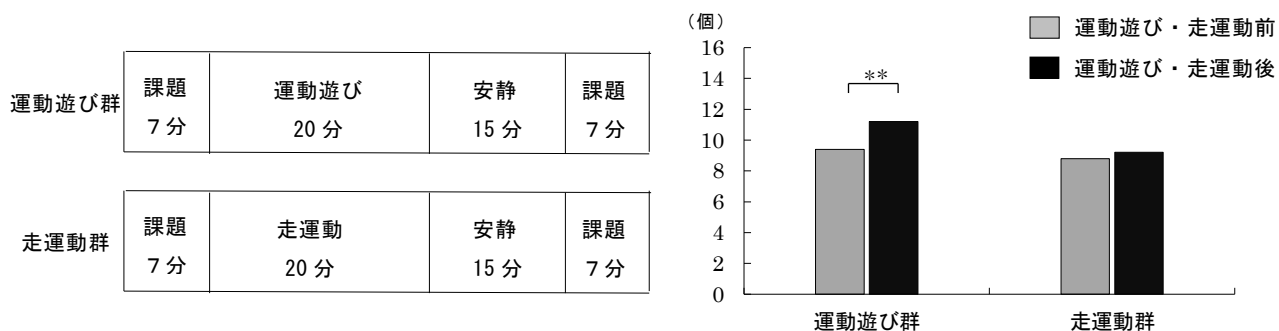 運動遊び群
課題
7分
運動遊び
20分
安静
15分
課題
7分
走運動群
課題
7分
走運動
20分
安静
15分
課題
7分
(個)
16
14
12
10
8
6
4
2
0
**
運動遊び群
走運動群
運動遊び・走運動前
運動遊び・走運動後